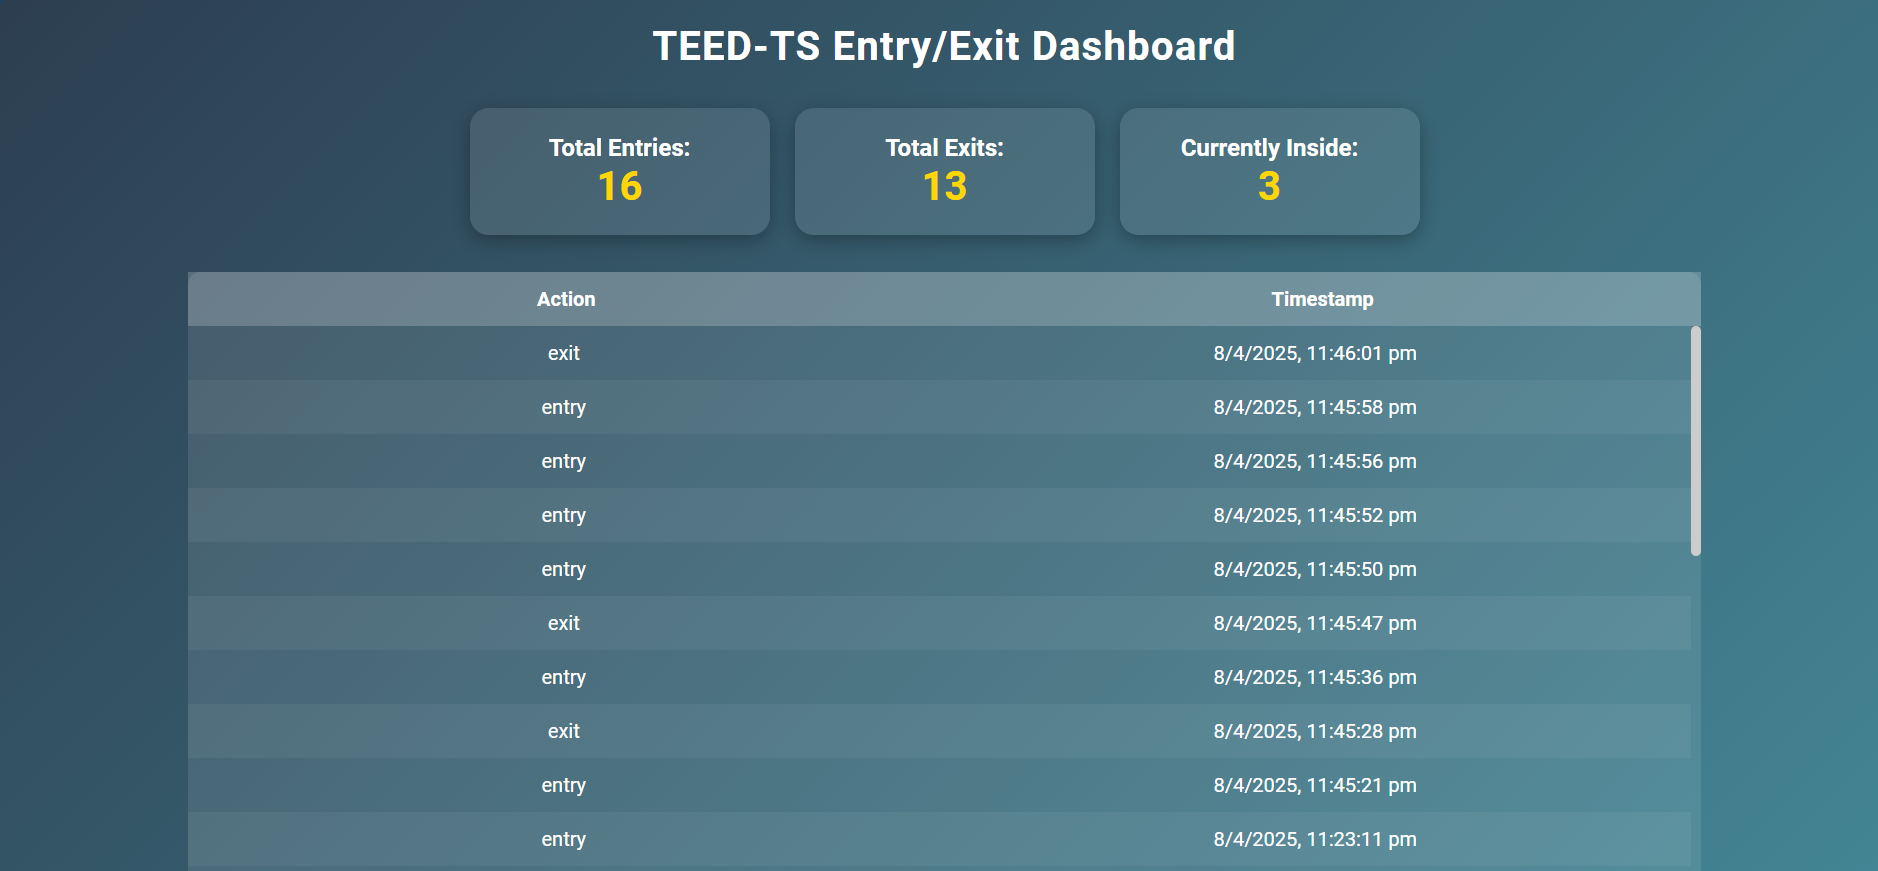 TEED-TS Entry/Exit Dashboard
Total Entries: Total Exits: Currently Inside:
16 13 3
Action Timestamp
exit 8/4/2025, 11:46:01 pm
entry 8/4/2025, 11:45:58 pm
entry 8/4/2025, 11:45:56 pm
entry 8/4/2025, 11:45:52 pm
entry 8/4/2025, 11:45:50 pm
exit 8/4/2025, 11:45:47 pm
entry 8/4/2025, 11:45:36 pm
exit 8/4/2025, 11:45:28 pm
entry 8/4/2025, 11:45:21 pm
entry 8/4/2025, 11:23:11 pm